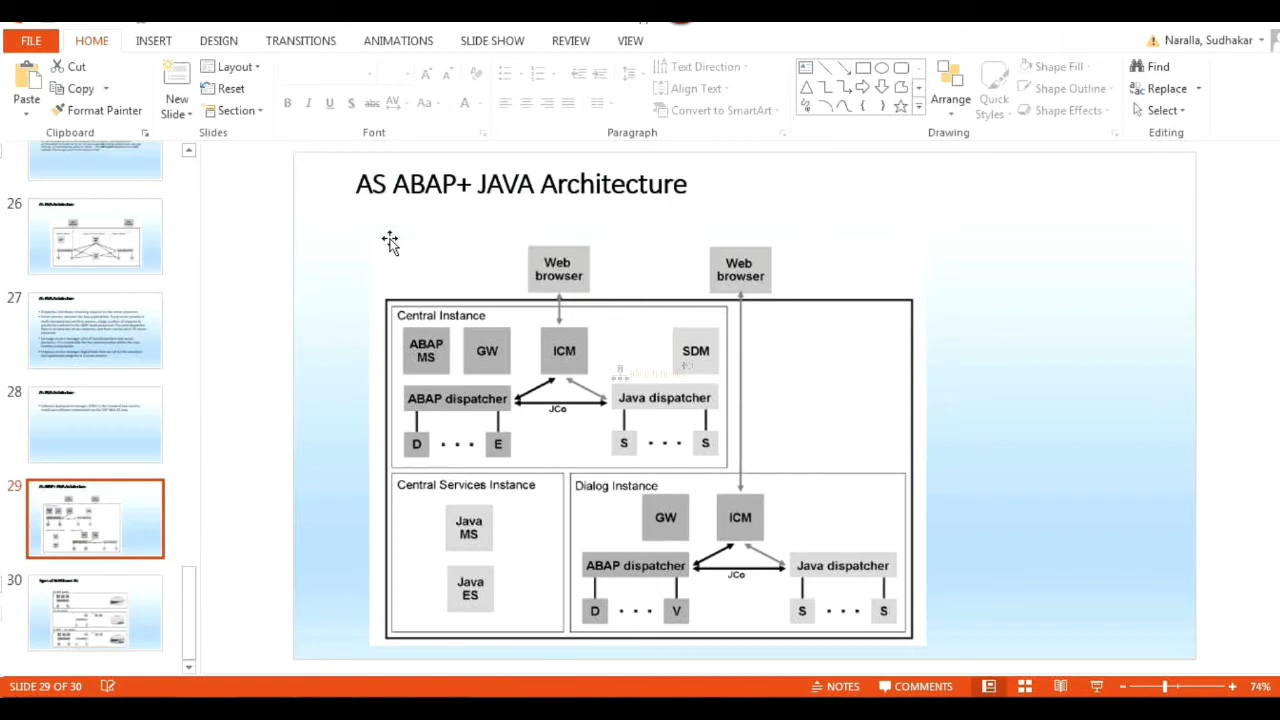 FILE HOME INSERT DESIGN TRANSITIONS ANIMATIONS SLIDE SHOW REVIEW VIEW Naralla, Sudhakar
Paste
Cut
Copy
Format Painter
Clipboard
New
Slide
Layout
Reset
Section
Slides
B I U S abc AV Aa A
Font
Text Direction
Align Text
Convert to SmartArt
Paragraph
Arrange
Quick
Styles
Shape Fill
Shape Outline
Shape Effects
Drawing
Find
Replace
Select
Editing
26
27
28
29
30
AS ABAP+ JAVA Architecture
Web
browser
Web
browser
Central Instance
ABAP
MS
GW
ICM
SDM
ABAP dispatcher
JCo
Java dispatcher
D . . . E
S . . . S
Central Services Instance
Java
MS
Java
ES
Dialog Instance
GW
ICM
ABAP dispatcher
JCo
Java dispatcher
D . . . V
S . . . S
SLIDE 29 OF 30
NOTES
COMMENTS
74%